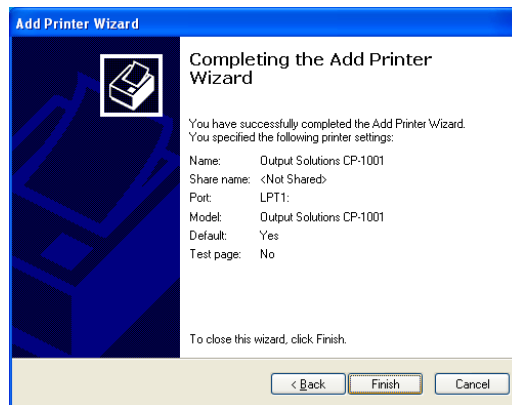 Add Printer Wizard
Completing the Add Printer
Wizard
You have successfully completed the Add Printer Wizard.
You specified the following printer settings:
Name: Output Solutions CP-1001
Share name: <Not Shared>
Port: LPT1:
Model: Output Solutions CP-1001
Default: Yes
Test page: No
To close this wizard, click Finish.
< Back Finish Cancel